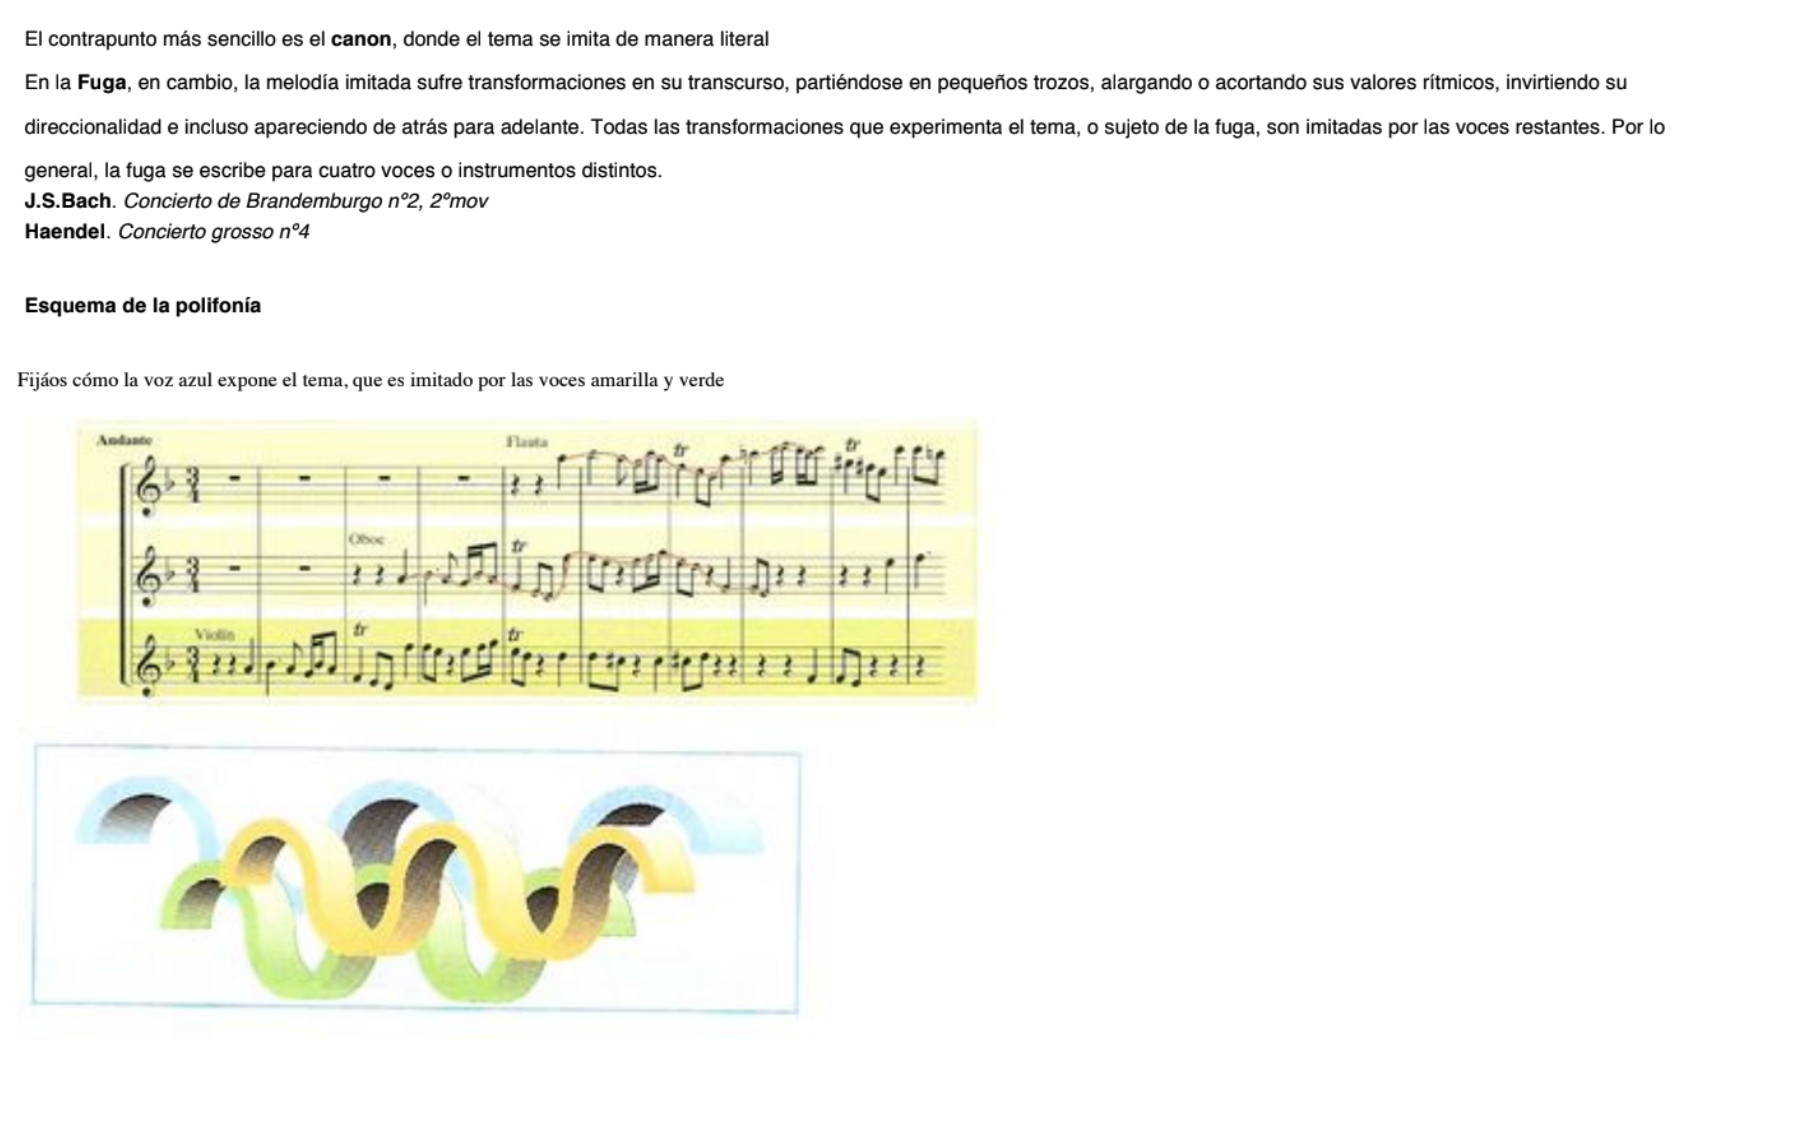 El contrapunto más sencillo es el canon, donde el tema se imita de manera literal
En la Fuga, en cambio, la melodía imitada sufre transformaciones en su transcurso, partiéndose en pequeños trozos, alargando o acortando sus valores rítmicos, invirtiendo su
direccionalidad e incluso apareciendo de atrás para adelante. Todas las transformaciones que experimenta el tema, o sujeto de la fuga, son imitadas por las voces restantes. Por lo
general, la fuga se escribe para cuatro voces o instrumentos distintos.
J.S.Bach. Concierto de Brandemburgo nº2, 2ºmov
Haendel. Concierto grosso nº4
Esquema de la polifonía
Fijáos cómo la voz azul expone el tema, que es imitado por las voces amarilla y verde
Andante
Flauta
tr
tr
3
4
Oboe
tr
3
4
Violín
tr
tr
3
4